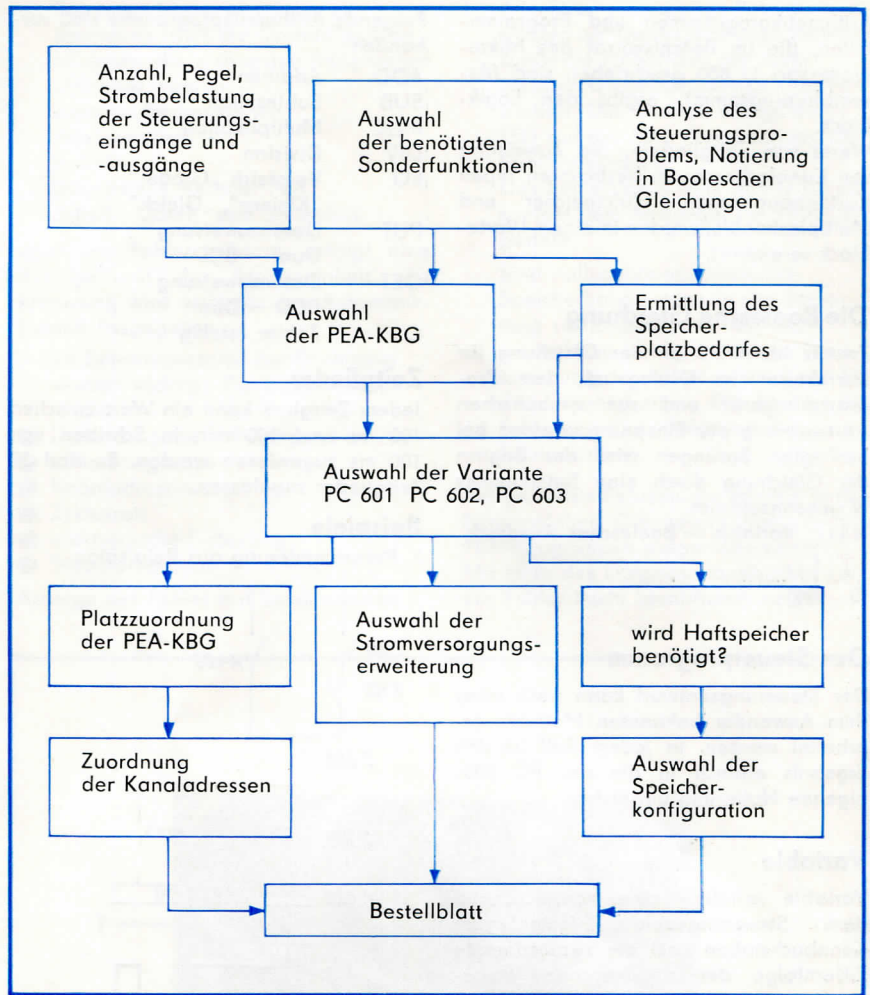 Anzahl, Pegel,
Strombelastung
der Steuerungs-
eingänge und
-ausgänge
Auswahl
der benötigten
Sonderfunktionen
Analyse des
Steuerungspro-
blems, Notierung
in Booleschen
Gleichungen
Auswahl
der PEA-KBG
Ermittlung des
Speicher-
platzbedarfes
Auswahl der Variante
PC 601 PC 602, PC 603
Platzzuordnung
der PEA-KBG
Auswahl der
Stromversorgungs-
erweiterung
wird Haftspeicher
benötigt?
Zuordnung
der Kanaladressen
Auswahl der
Speicher-
konfiguration
Bestellblatt